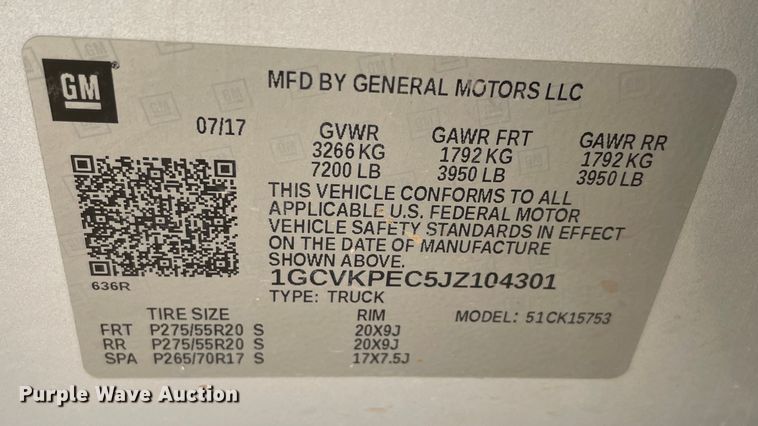 GM
MFD BY GENERAL MOTORS LLC
07/17
GVWR GAWR FRT GAWR RR
3266 KG 1792 KG 1792 KG
7200 LB 3950 LB 3950 LB
THIS VEHICLE CONFORMS TO ALL
APPLICABLE U.S. FEDERAL MOTOR
VEHICLE SAFETY STANDARDS IN EFFECT
ON THE DATE OF MANUFACTURE
SHOWN ABOVE.
636R
1GCVKPEC5JZ104301
TYPE: TRUCK
TIRE SIZE RIM MODEL: 51CK15753
FRT P275/55R20 S 20X9J
RR P275/55R20 S 20X9J
SPA P265/70R17 S 17X7.5J
Purple Wave Auction